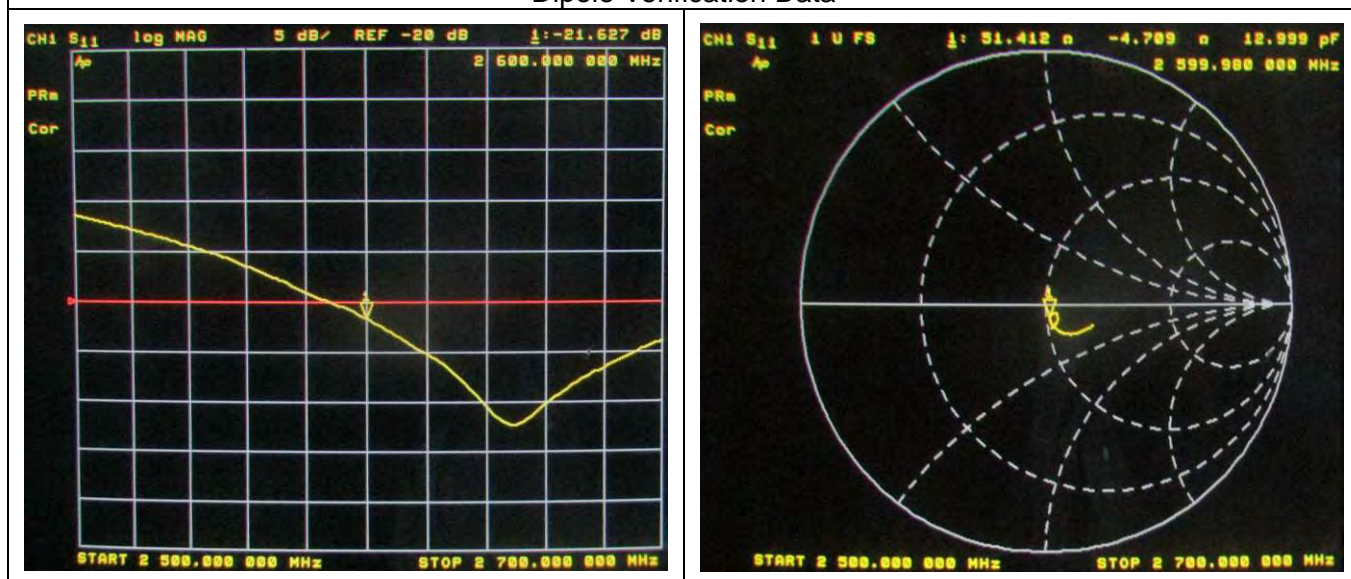 Dipole Verification Data
CH1 S11 log MAG 5 dB/ REF -20 dB 1:-21.627 dB
2 600.000 000 MHz
PRm
Cor
1
START 2 500.000 000 MHz STOP 2 700.000 000 MHz
CH1 S11 1 U FS 1: 51.412 Ω -4.709 Ω 12.999 pF
2 599.980 000 MHz
PRm
Cor
1
START 2 500.000 000 MHz STOP 2 700.000 000 MHz